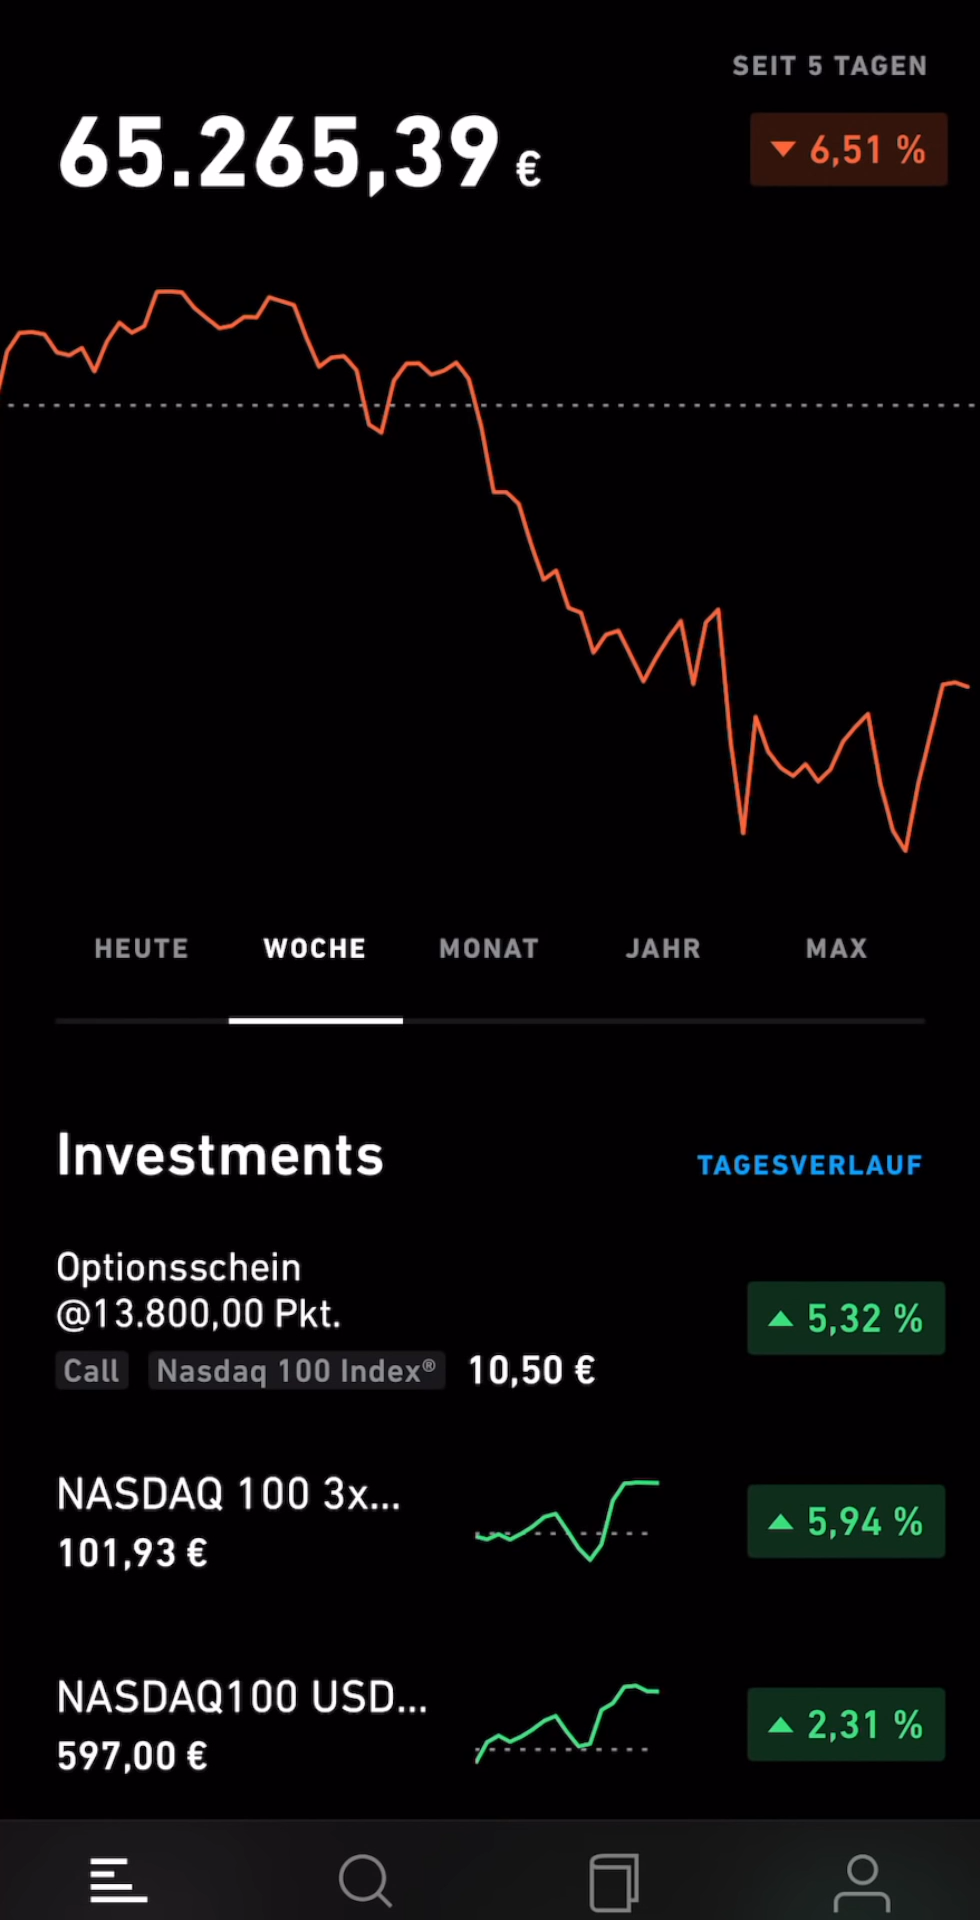 SEIT 5 TAGEN
65.265,39 €
6,51 %
HEUTE WOCHE MONAT JAHR MAX
Investments
TAGESVERLAUF
Optionsschein
@13.800,00 Pkt.
Call Nasdaq 100 Index® 10,50 €
5,32 %
NASDAQ 100 3x...
101,93 €
5,94 %
NASDAQ100 USD...
597,00 €
2,31 %